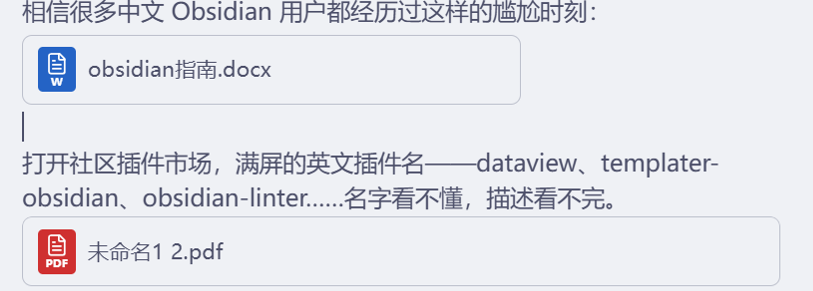 相信很多中文 Obsidian 用户都经历过这样的尴尬时刻：
W
obsidian指南.docx
打开社区插件市场，满屏的英文插件名——dataview、templater-
obsidian、obsidian-linter……名字看不懂，描述看不完。
PDF
未命名1 2.pdf